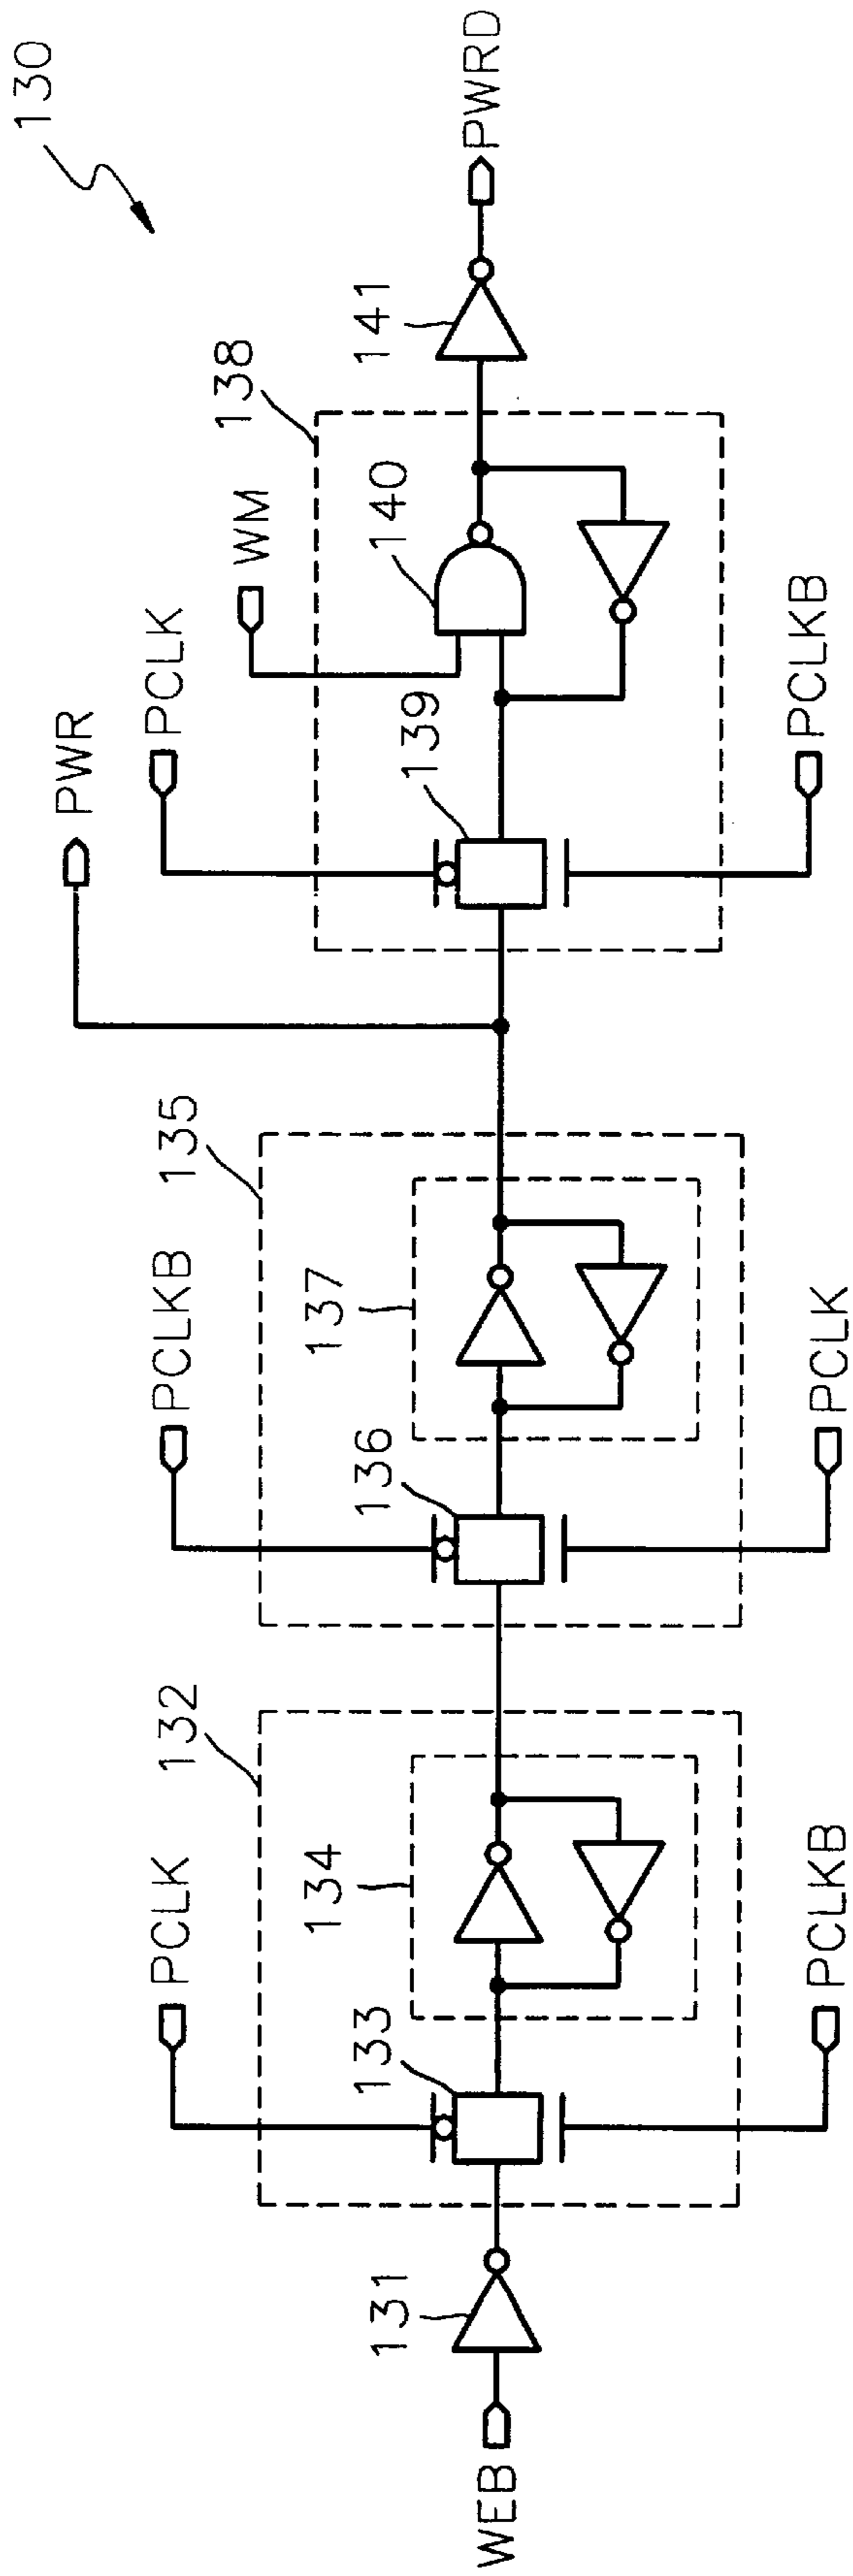 130
PWR
PCLK
WM
138
141
PWRD
140
139
PCLKB
135
PCLKB
137
136
PCLK
132
PCLK
134
133
PCLKB
131
WEB